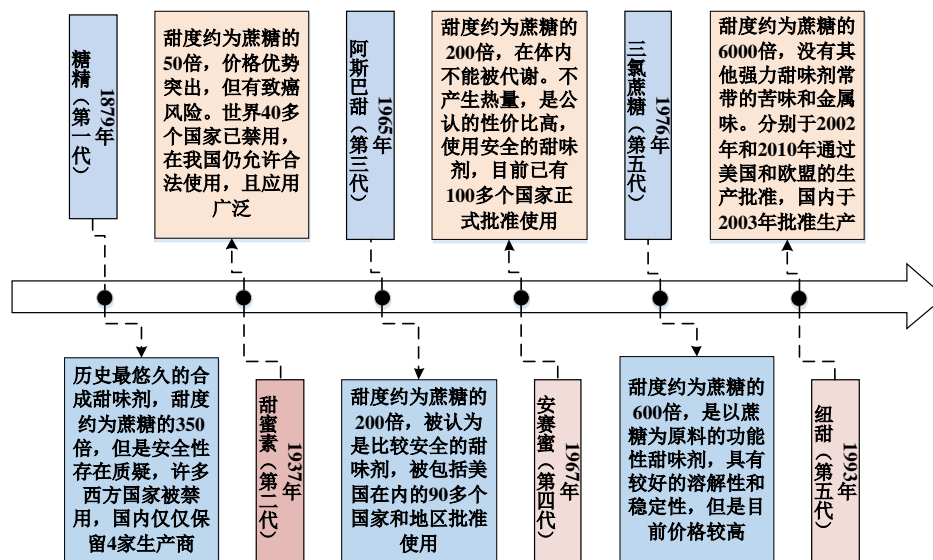 糖精（第一代）
1879年
甜度约为蔗糖的
50倍，价格优势
突出，但有致癌
风险。世界40多
个国家已禁用，
在我国仍允许合
法使用，且应用
广泛
阿斯巴甜（第三代）
1965年
甜度约为蔗糖的
200倍，在体内
不能被代谢。不
产生热量，是公
认的性价比高，
使用安全的甜味
剂，目前已有
100多个国家正
式批准使用
三氯蔗糖（第五代）
1976年
甜度约为蔗糖的
6000倍，没有其
他强力甜味剂常
带的苦味和金属
味。分别于2002
年和2010年通过
美国和欧盟的生
产批准，国内于
2003年批准生产
历史最悠久的合
成甜味剂，甜度
约为蔗糖的350
倍，但是安全性
存在质疑，许多
西方国家被禁
用，国内仅仅保
留4家生产商
甜蜜素（第二代）
1937年
甜度约为蔗糖的
200倍，被认为
是比较安全的甜
味剂，被包括美
国在内的90多个
国家和地区批准
使用
安赛蜜（第四代）
1967年
甜度约为蔗糖的
600倍，是以蔗
糖为原料的功能
性甜味剂，具有
较好的溶解性和
稳定性，但是目
前价格较高
纽甜（第五代）
1993年